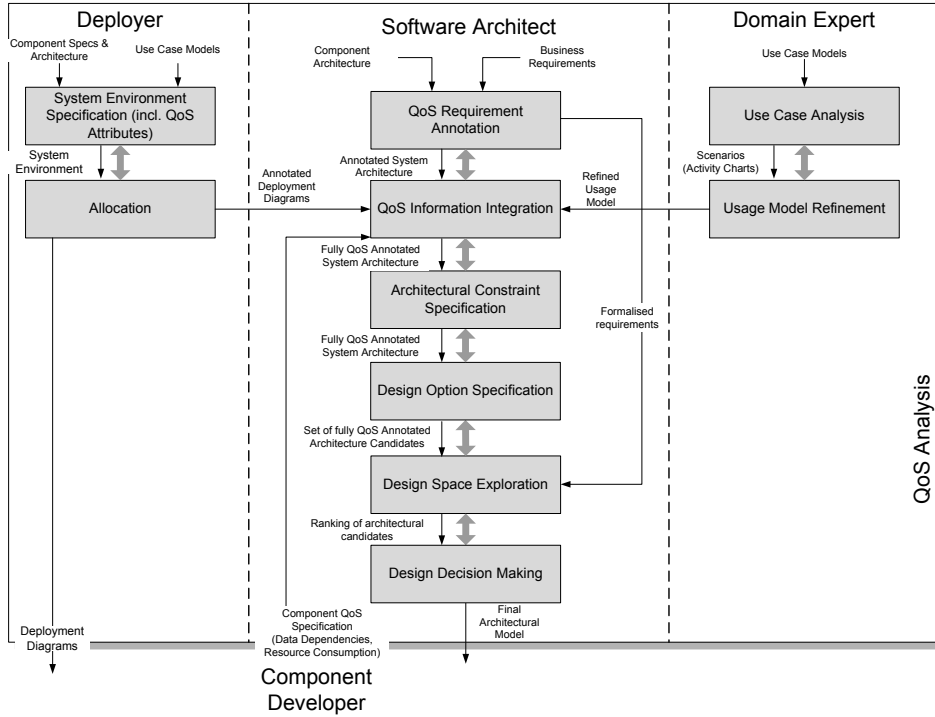 Deployer
Software Architect
Domain Expert
Component Specs &
Architecture
Use Case Models
Component
Architecture
Business
Requirements
Use Case Models
System Environment
Specification (incl. QoS
Attributes)
QoS Requirement
Annotation
Use Case Analysis
System
Environment
Annotated System
Architecture
Scenarios
(Activity Charts)
Annotated
Deployment
Diagrams
Refined
Usage
Model
Allocation
QoS Information Integration
Usage Model Refinement
Fully QoS Annotated
System Architecture
Architectural Constraint
Specification
Formalised
requirements
Fully QoS Annotated
System Architecture
Design Option Specification
Set of fully QoS Annotated
Architecture Candidates
Design Space Exploration
QoS Analysis
Ranking of architectural
candidates
Design Decision Making
Deployment
Diagrams
Component QoS
Specification
(Data Dependencies,
Resource Consumption)
Final
Architectural
Model
Component
Developer